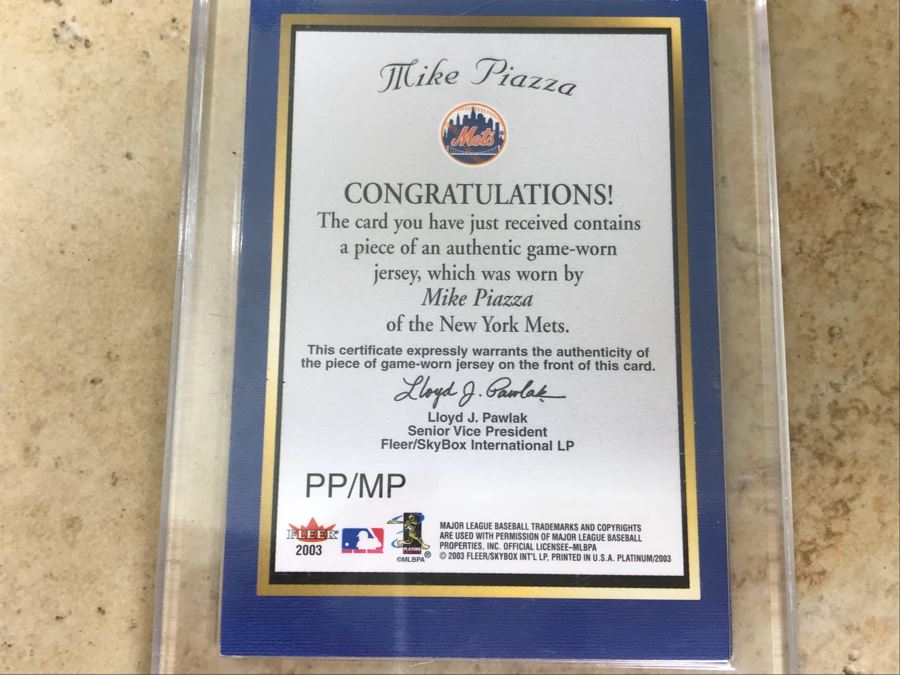 Mike Piazza
Mets
CONGRATULATIONS!
The card you have just received contains
a piece of an authentic game-worn
jersey, which was worn by
Mike Piazza
of the New York Mets.
This certificate expressly warrants the authenticity of
the piece of game-worn jersey on the front of this card.
Lloyd J. Pawlak
Lloyd J. Pawlak
Senior Vice President
Fleer/SkyBox International LP
PP/MP
FLEER
2003
PLAYERS
©MLBPA
®
MAJOR LEAGUE BASEBALL TRADEMARKS AND COPYRIGHTS
ARE USED WITH PERMISSION OF MAJOR LEAGUE BASEBALL
PROPERTIES, INC. OFFICIAL LICENSEE–MLBPA
© 2003 FLEER/SKYBOX INT'L LP, PRINTED IN U.S.A. PLATINUM/2003